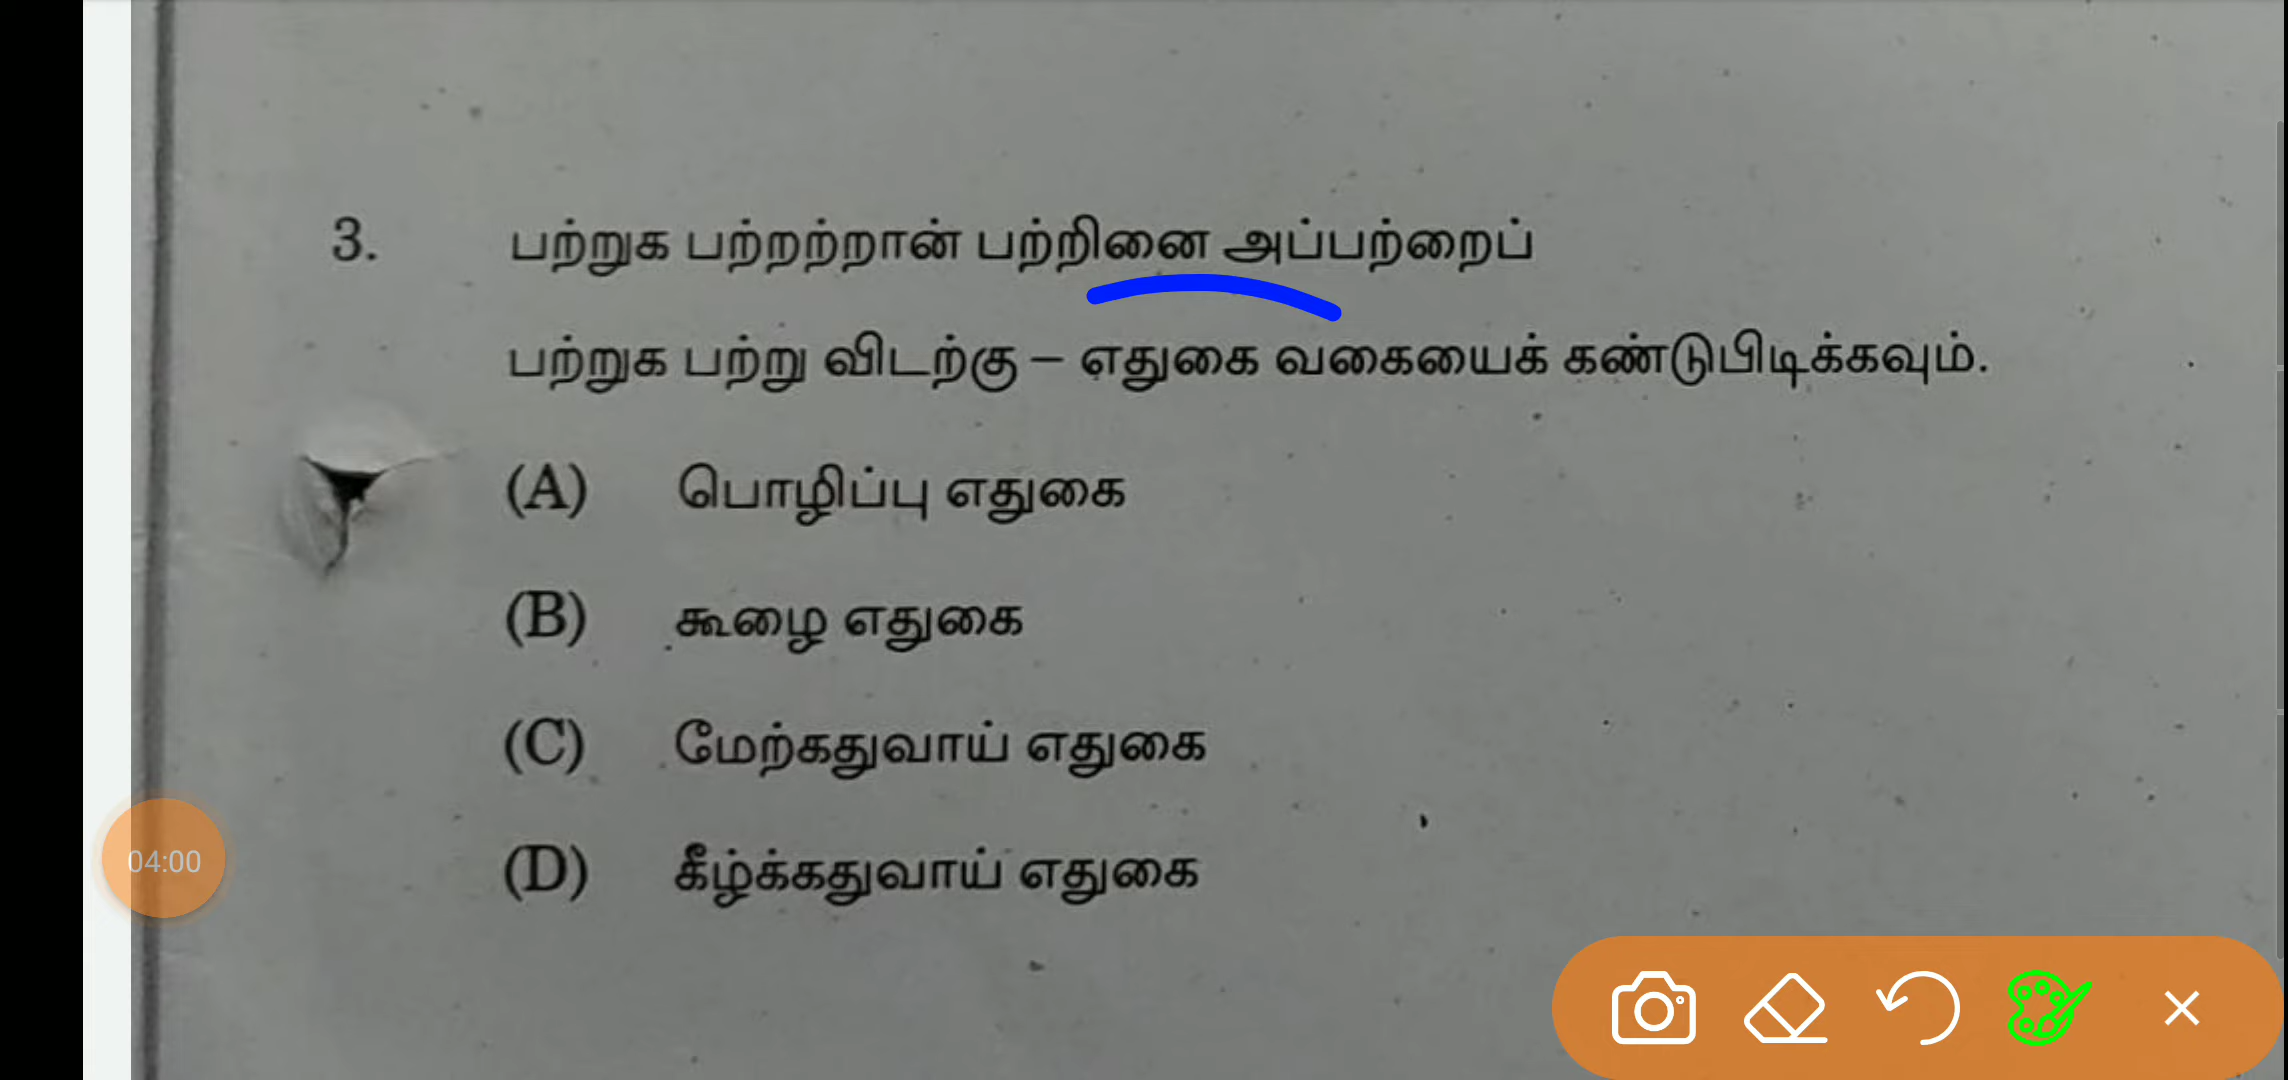 3. பற்றுக பற்றற்றான் பற்றினை அப்பற்றைப்
பற்றுக பற்று விடற்கு – எதுகை வகையைக் கண்டுபிடிக்கவும்.
(A) பொழிப்பு எதுகை
(B) கூழை எதுகை
(C) மேற்கதுவாய் எதுகை
(D) கீழ்க்கதுவாய் எதுகை
04:00